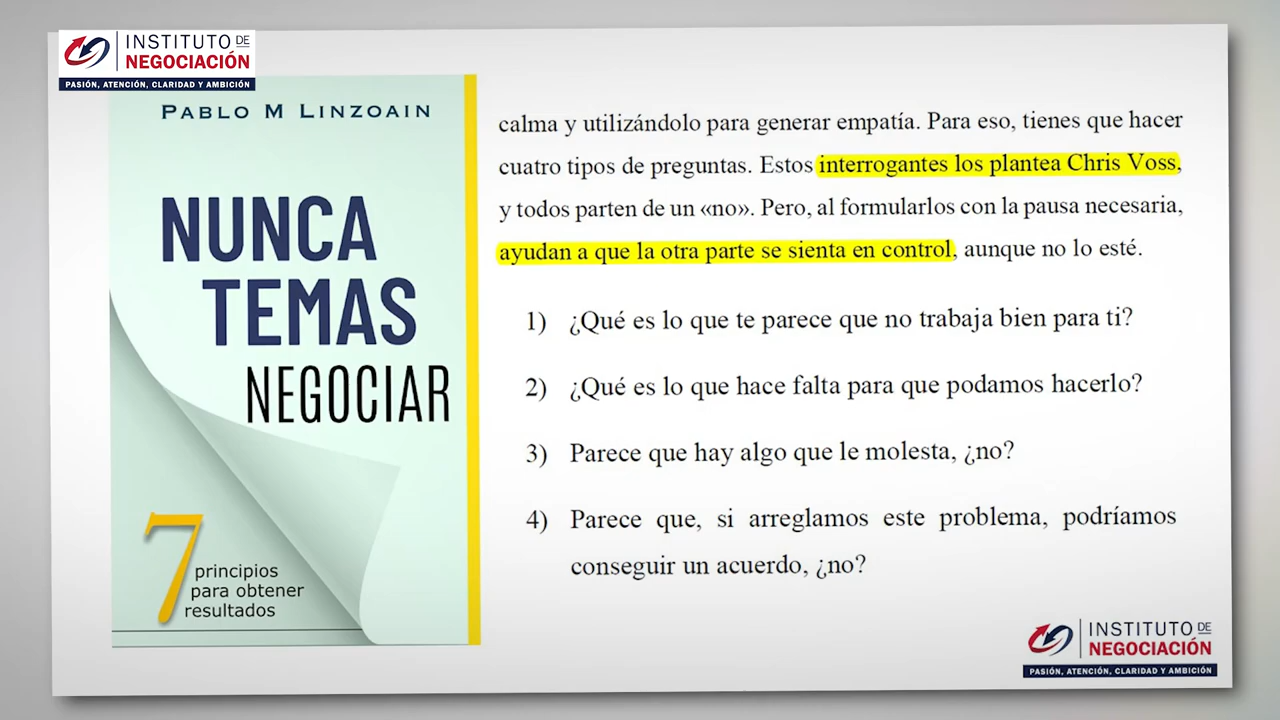 INSTITUTO DE
NEGOCIACIÓN
PASIÓN, ATENCIÓN, CLARIDAD Y AMBICIÓN
PABLO M LINZOAIN
NUNCA
TEMAS
NEGOCIAR
7
principios
para obtener
resultados
calma y utilizándolo para generar empatía. Para eso, tienes que hacer
cuatro tipos de preguntas. Estos interrogantes los plantea Chris Voss,
y todos parten de un «no». Pero, al formularlos con la pausa necesaria,
ayudan a que la otra parte se sienta en control, aunque no lo esté.
1) ¿Qué es lo que te parece que no trabaja bien para ti?
2) ¿Qué es lo que hace falta para que podamos hacerlo?
3) Parece que hay algo que le molesta, ¿no?
4) Parece que, si arreglamos este problema, podríamos
conseguir un acuerdo, ¿no?
INSTITUTO DE
NEGOCIACIÓN
PASIÓN, ATENCIÓN, CLARIDAD Y AMBICIÓN